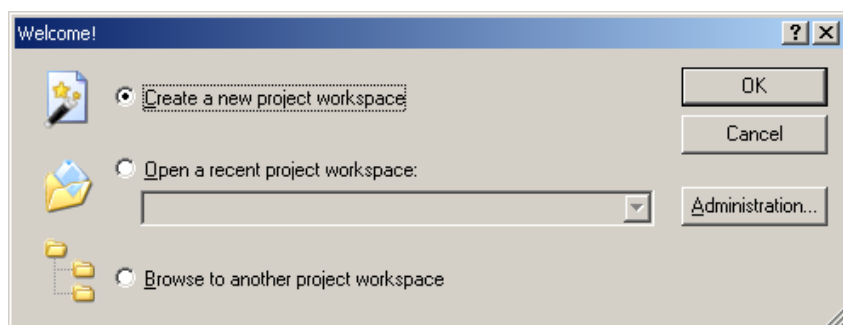 Welcome!
Create a new project workspace
OK
Cancel
Open a recent project workspace:
Administration...
Browse to another project workspace